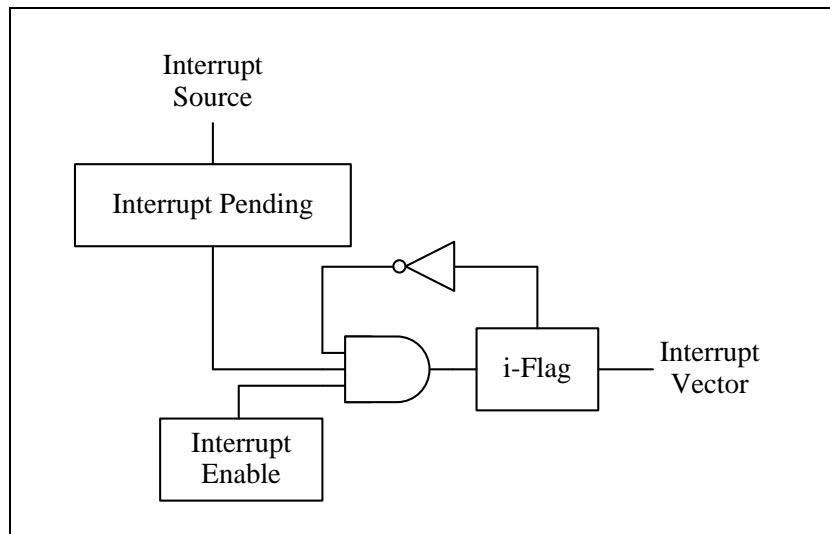 Interrupt
Source
Interrupt Pending
i-Flag
Interrupt
Vector
Interrupt
Enable